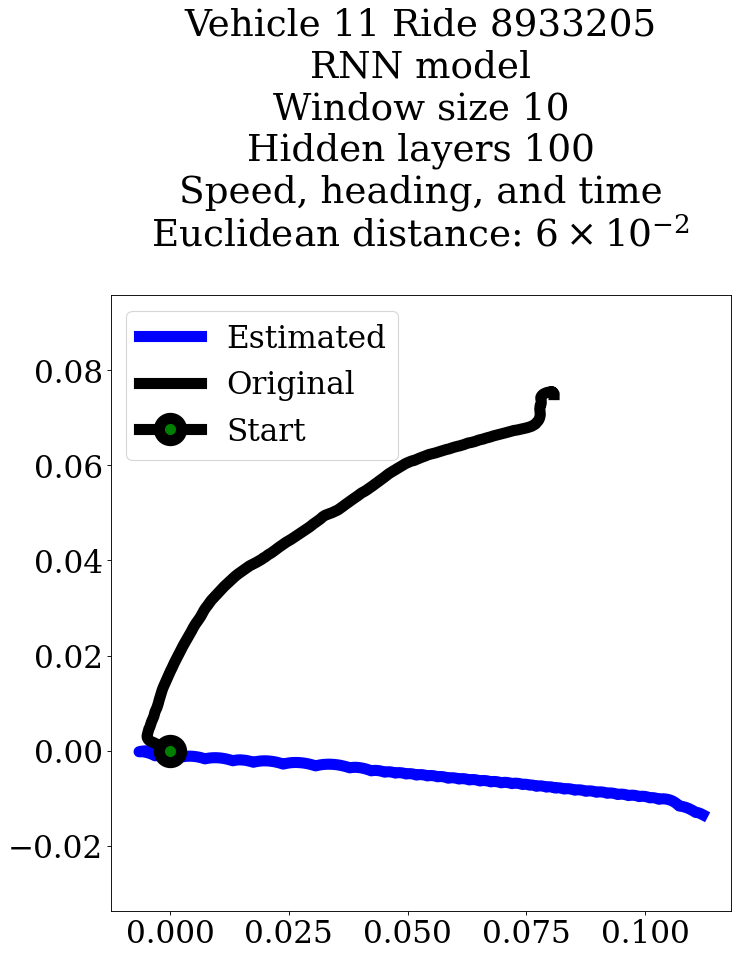 Vehicle 11 Ride 8933205
RNN model
Window size 10
Hidden layers 100
Speed, heading, and time
Euclidean distance: 6 × 10⁻²
Estimated
Original
Start
0.08
0.06
0.04
0.02
0.00
−0.02
0.000 0.025 0.050 0.075 0.100